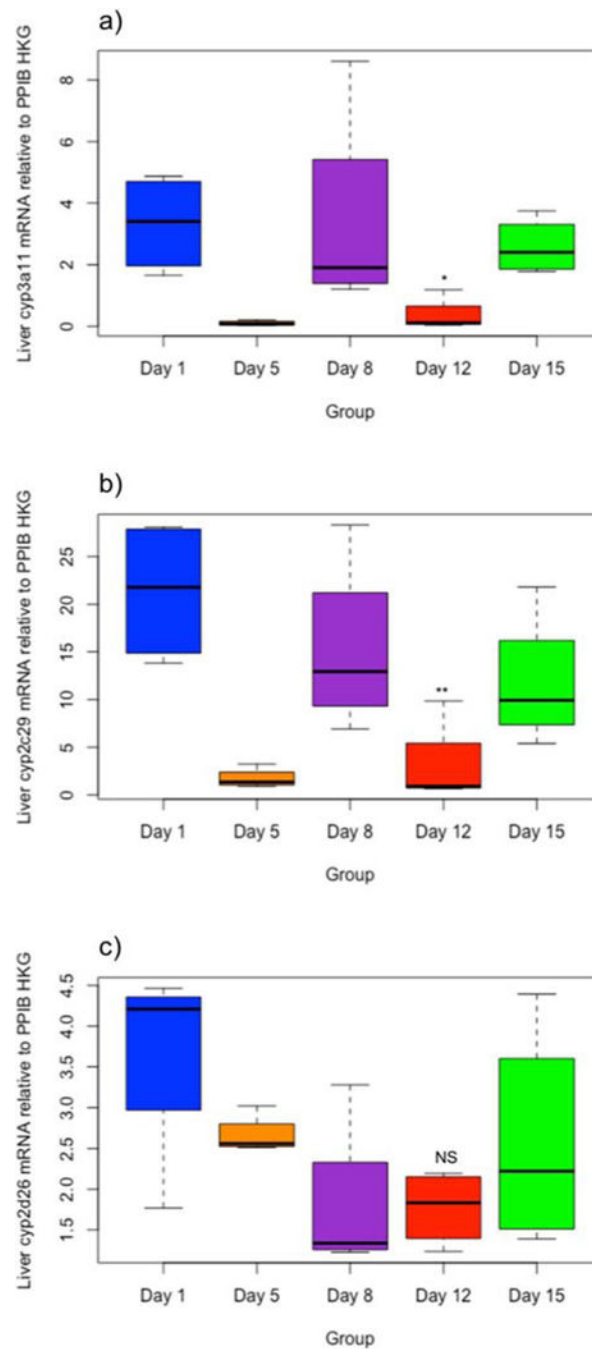 a)
Liver cyp3a11 mRNA relative to PPIB HKG
8
6
4
2
0
*
Day 1 Day 5 Day 8 Day 12 Day 15
Group
b)
Liver cyp2c29 mRNA relative to PPIB HKG
25
20
15
10
5
0
**
Day 1 Day 5 Day 8 Day 12 Day 15
Group
c)
Liver cyp2d26 mRNA relative to PPIB HKG
4.5
4.0
3.5
3.0
2.5
2.0
1.5
NS
Day 1 Day 5 Day 8 Day 12 Day 15
Group